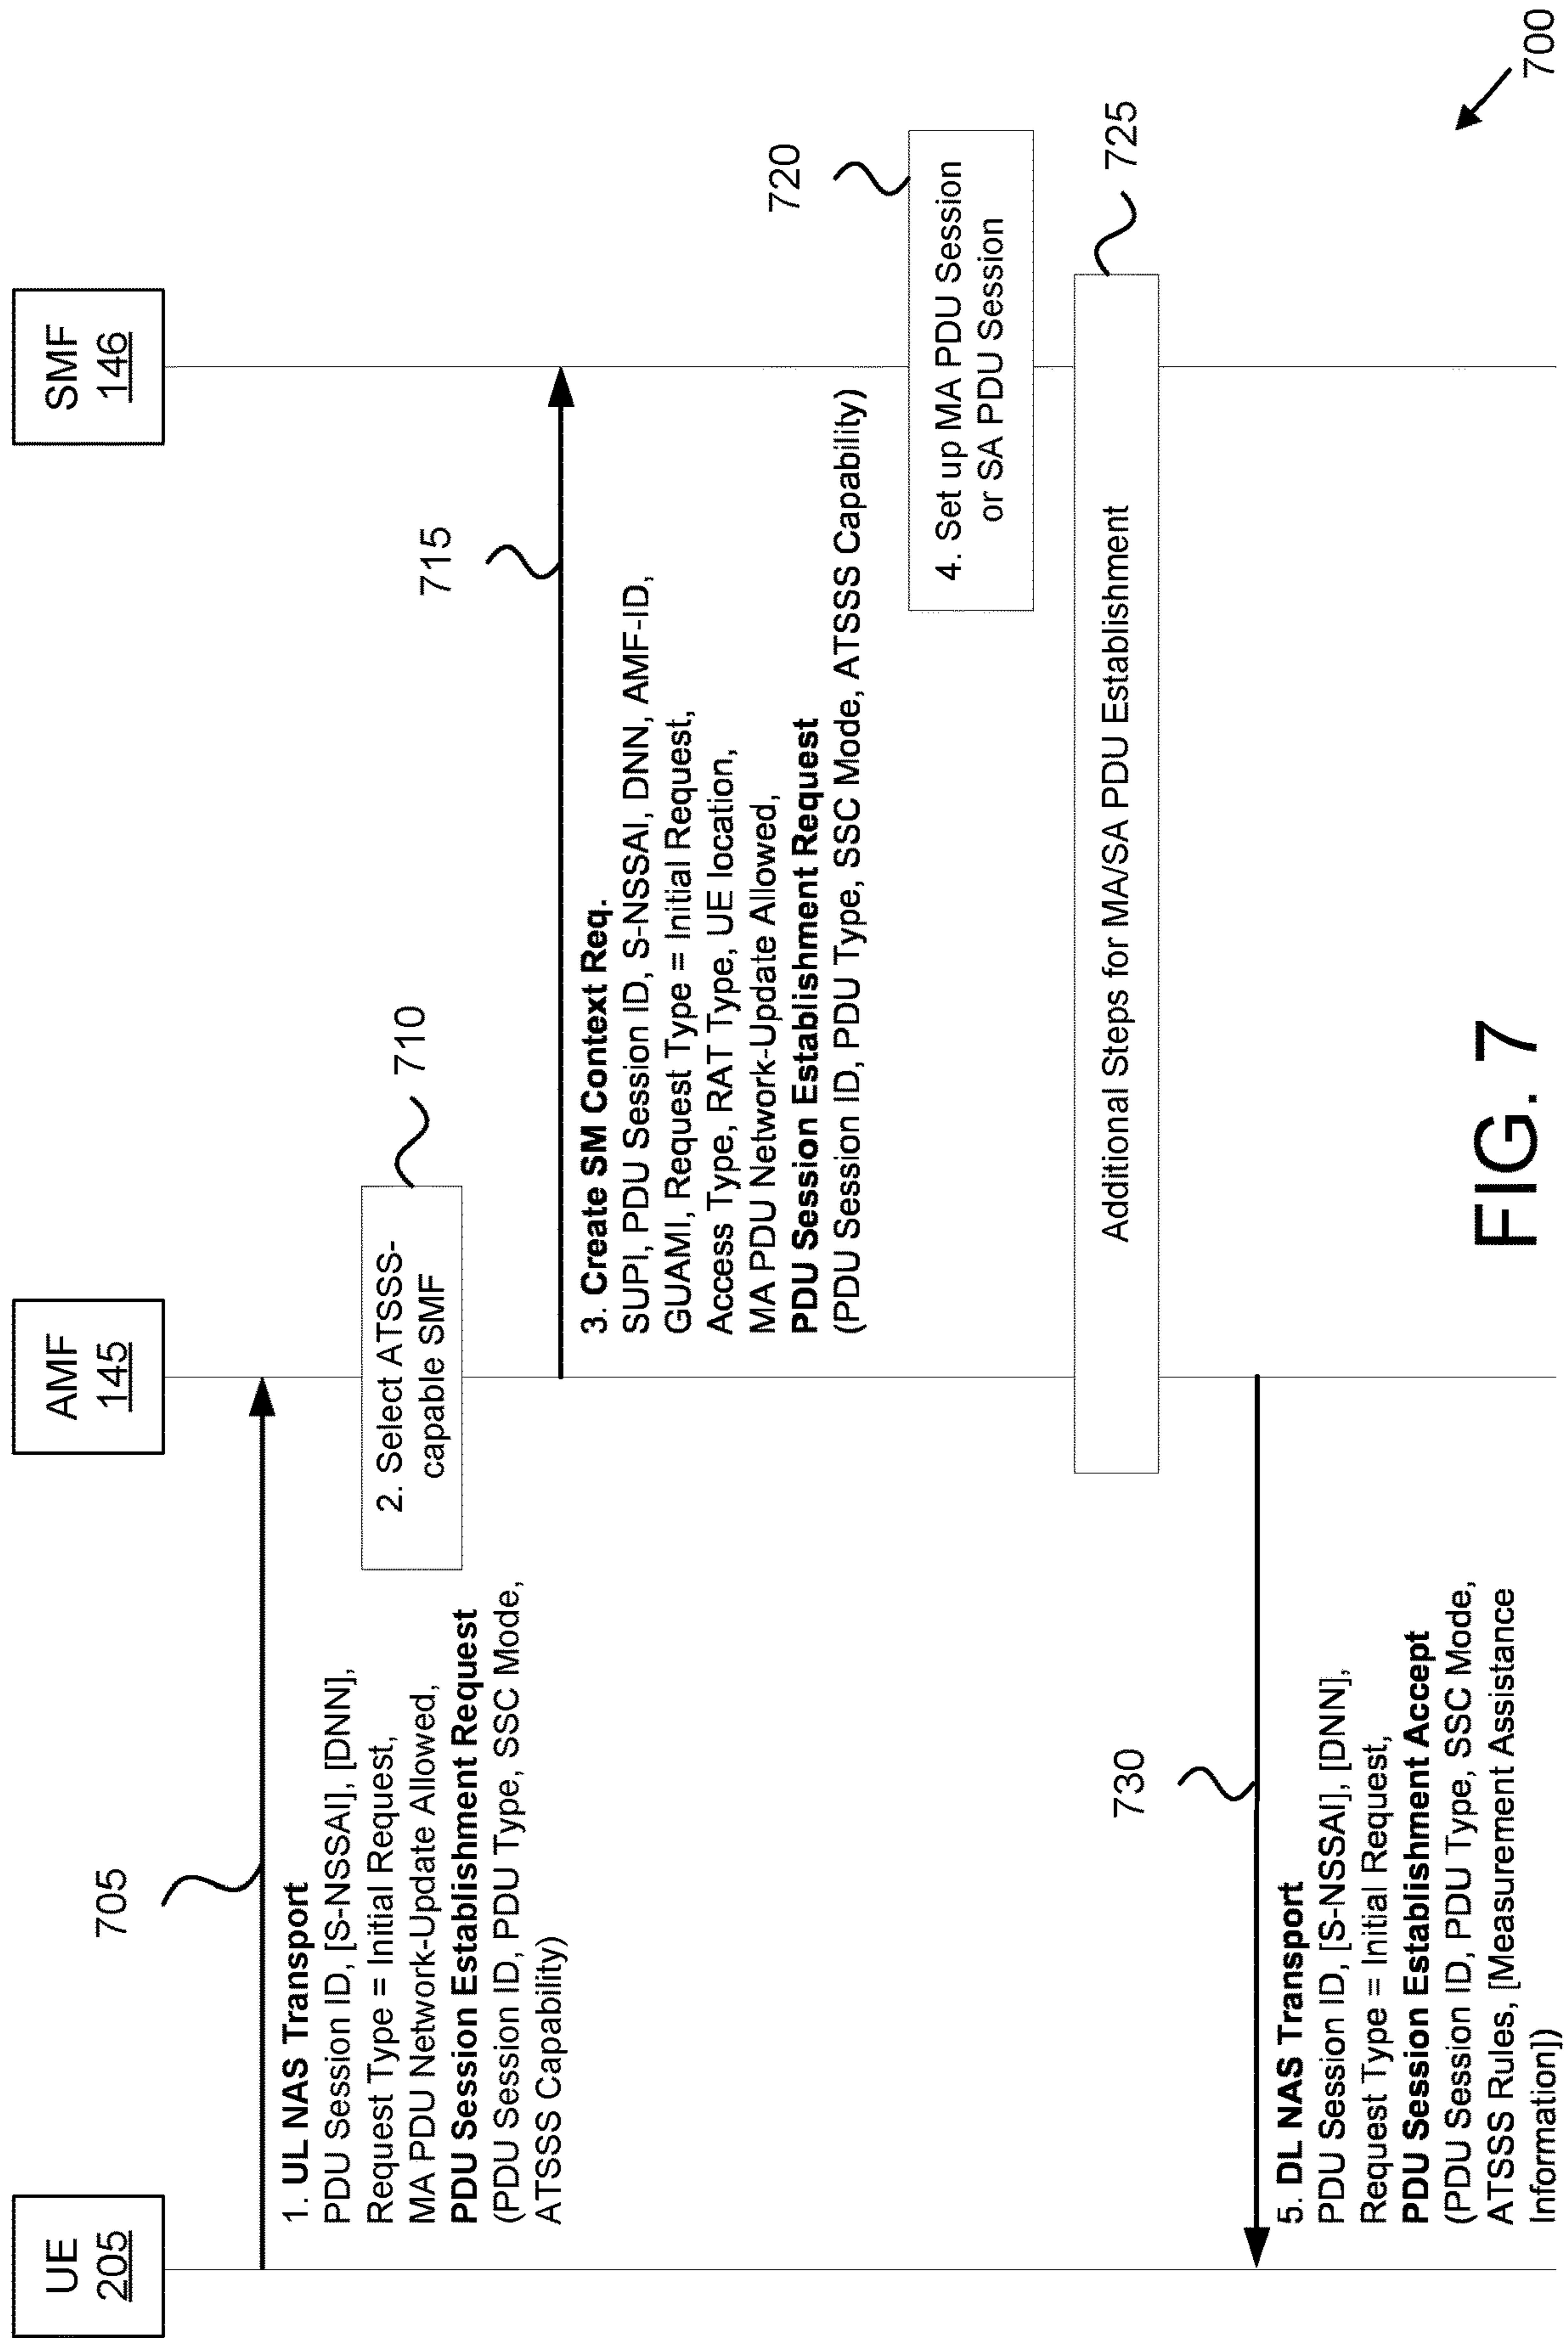 UE
205
AMF
145
SMF
146
705
1. UL NAS Transport
PDU Session ID, [S-NSSAI], [DNN],
Request Type = Initial Request,
MA PDU Network-Update Allowed,
PDU Session Establishment Request
(PDU Session ID, PDU Type, SSC Mode,
ATSSS Capability)
710
2. Select ATSSS-
capable SMF
715
3. Create SM Context Req.
SUPI, PDU Session ID, S-NSSAI, DNN, AMF-ID,
GUAMI, Request Type = Initial Request,
Access Type, RAT Type, UE location,
MA PDU Network-Update Allowed,
PDU Session Establishment Request
(PDU Session ID, PDU Type, SSC Mode, ATSSS Capability)
720
4. Set up MA PDU Session
or SA PDU Session
725
Additional Steps for MA/SA PDU Establishment
730
5. DL NAS Transport
PDU Session ID, [S-NSSAI], [DNN],
Request Type = Initial Request,
PDU Session Establishment Accept
(PDU Session ID, PDU Type, SSC Mode,
ATSSS Rules, [Measurement Assistance
Information])
FIG. 7
700